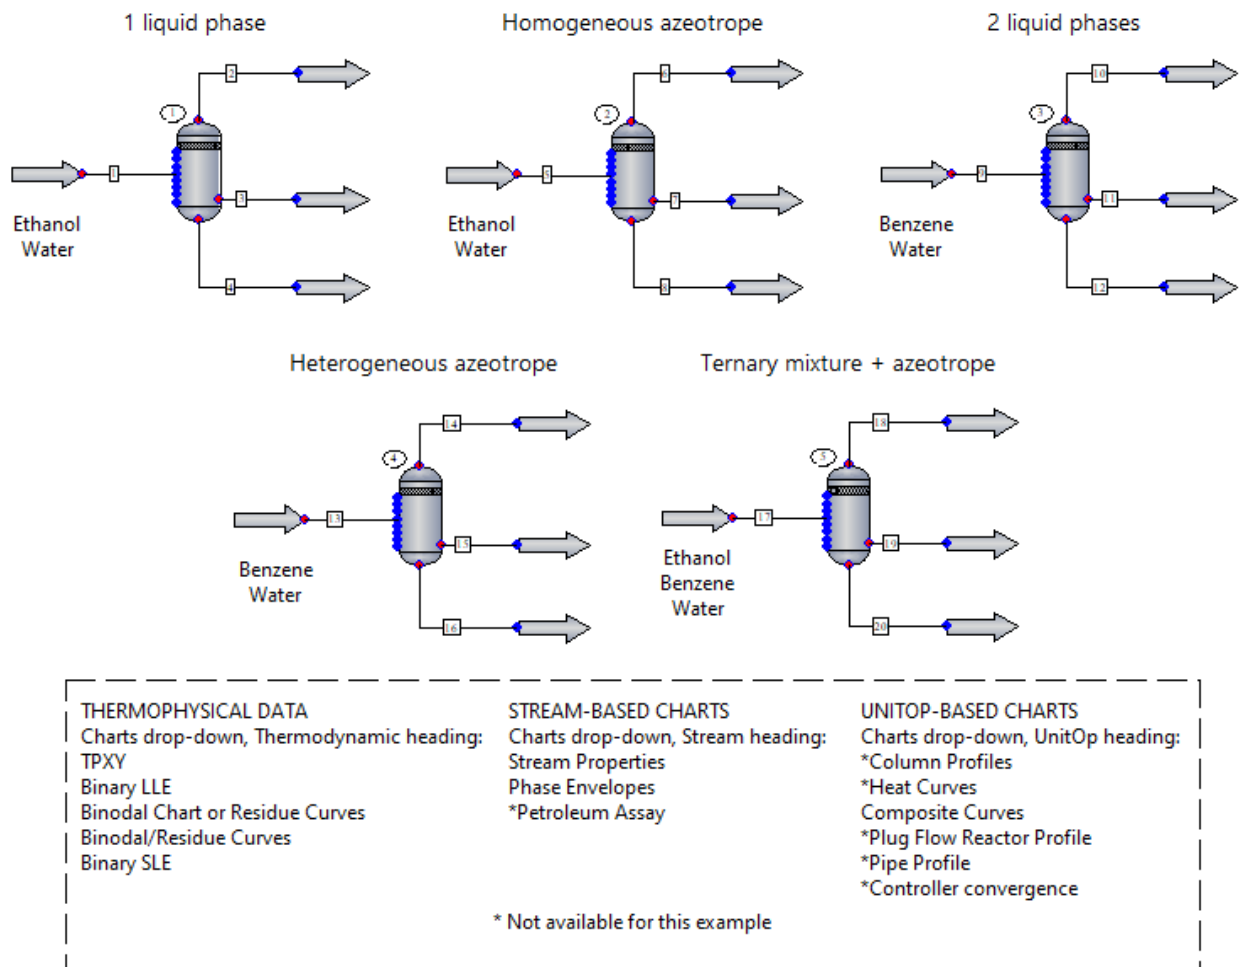 1 liquid phase
Homogeneous azeotrope
2 liquid phases
2
6
10
1
2
3
1
5
9
3
7
11
Ethanol
Water
Ethanol
Water
Benzene
Water
4
8
12
Heterogeneous azeotrope
Ternary mixture + azeotrope
14
18
4
5
13
17
15
19
Benzene
Water
Ethanol
Benzene
Water
16
20
THERMOPHYSICAL DATA
Charts drop-down, Thermodynamic heading:
TPXY
Binary LLE
Binodal Chart or Residue Curves
Binodal/Residue Curves
Binary SLE
STREAM-BASED CHARTS
Charts drop-down, Stream heading:
Stream Properties
Phase Envelopes
*Petroleum Assay
UNITOP-BASED CHARTS
Charts drop-down, UnitOp heading:
*Column Profiles
*Heat Curves
Composite Curves
*Plug Flow Reactor Profile
*Pipe Profile
*Controller convergence
* Not available for this example